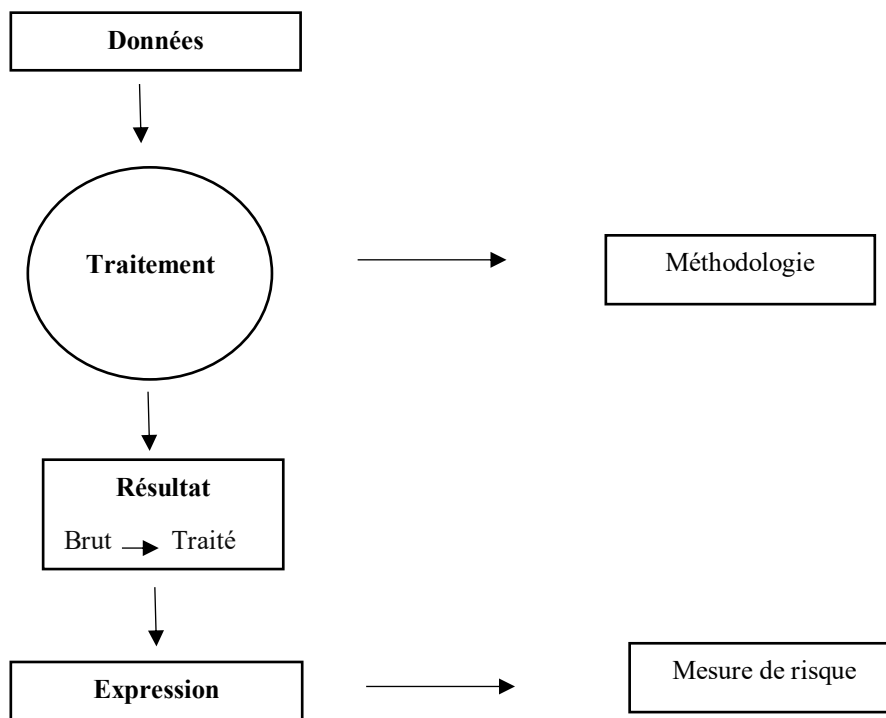 Données
Traitement
Méthodologie
Résultat
Brut Traité
Expression
Mesure de risque